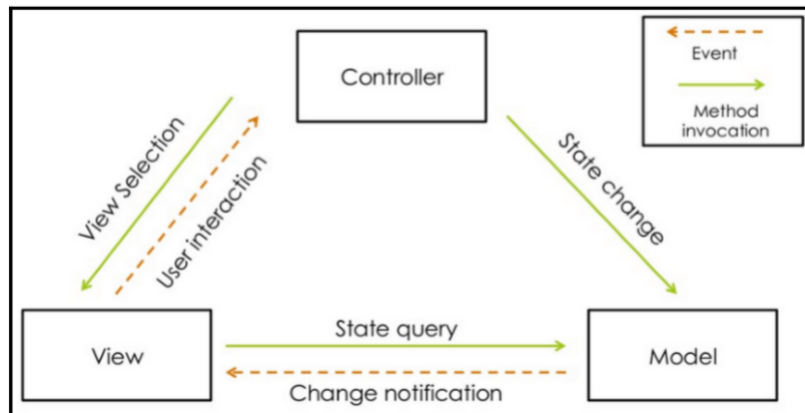 Controller
Event
Method
invocation
View Selection
User interaction
State change
View
State query
Change notification
Model